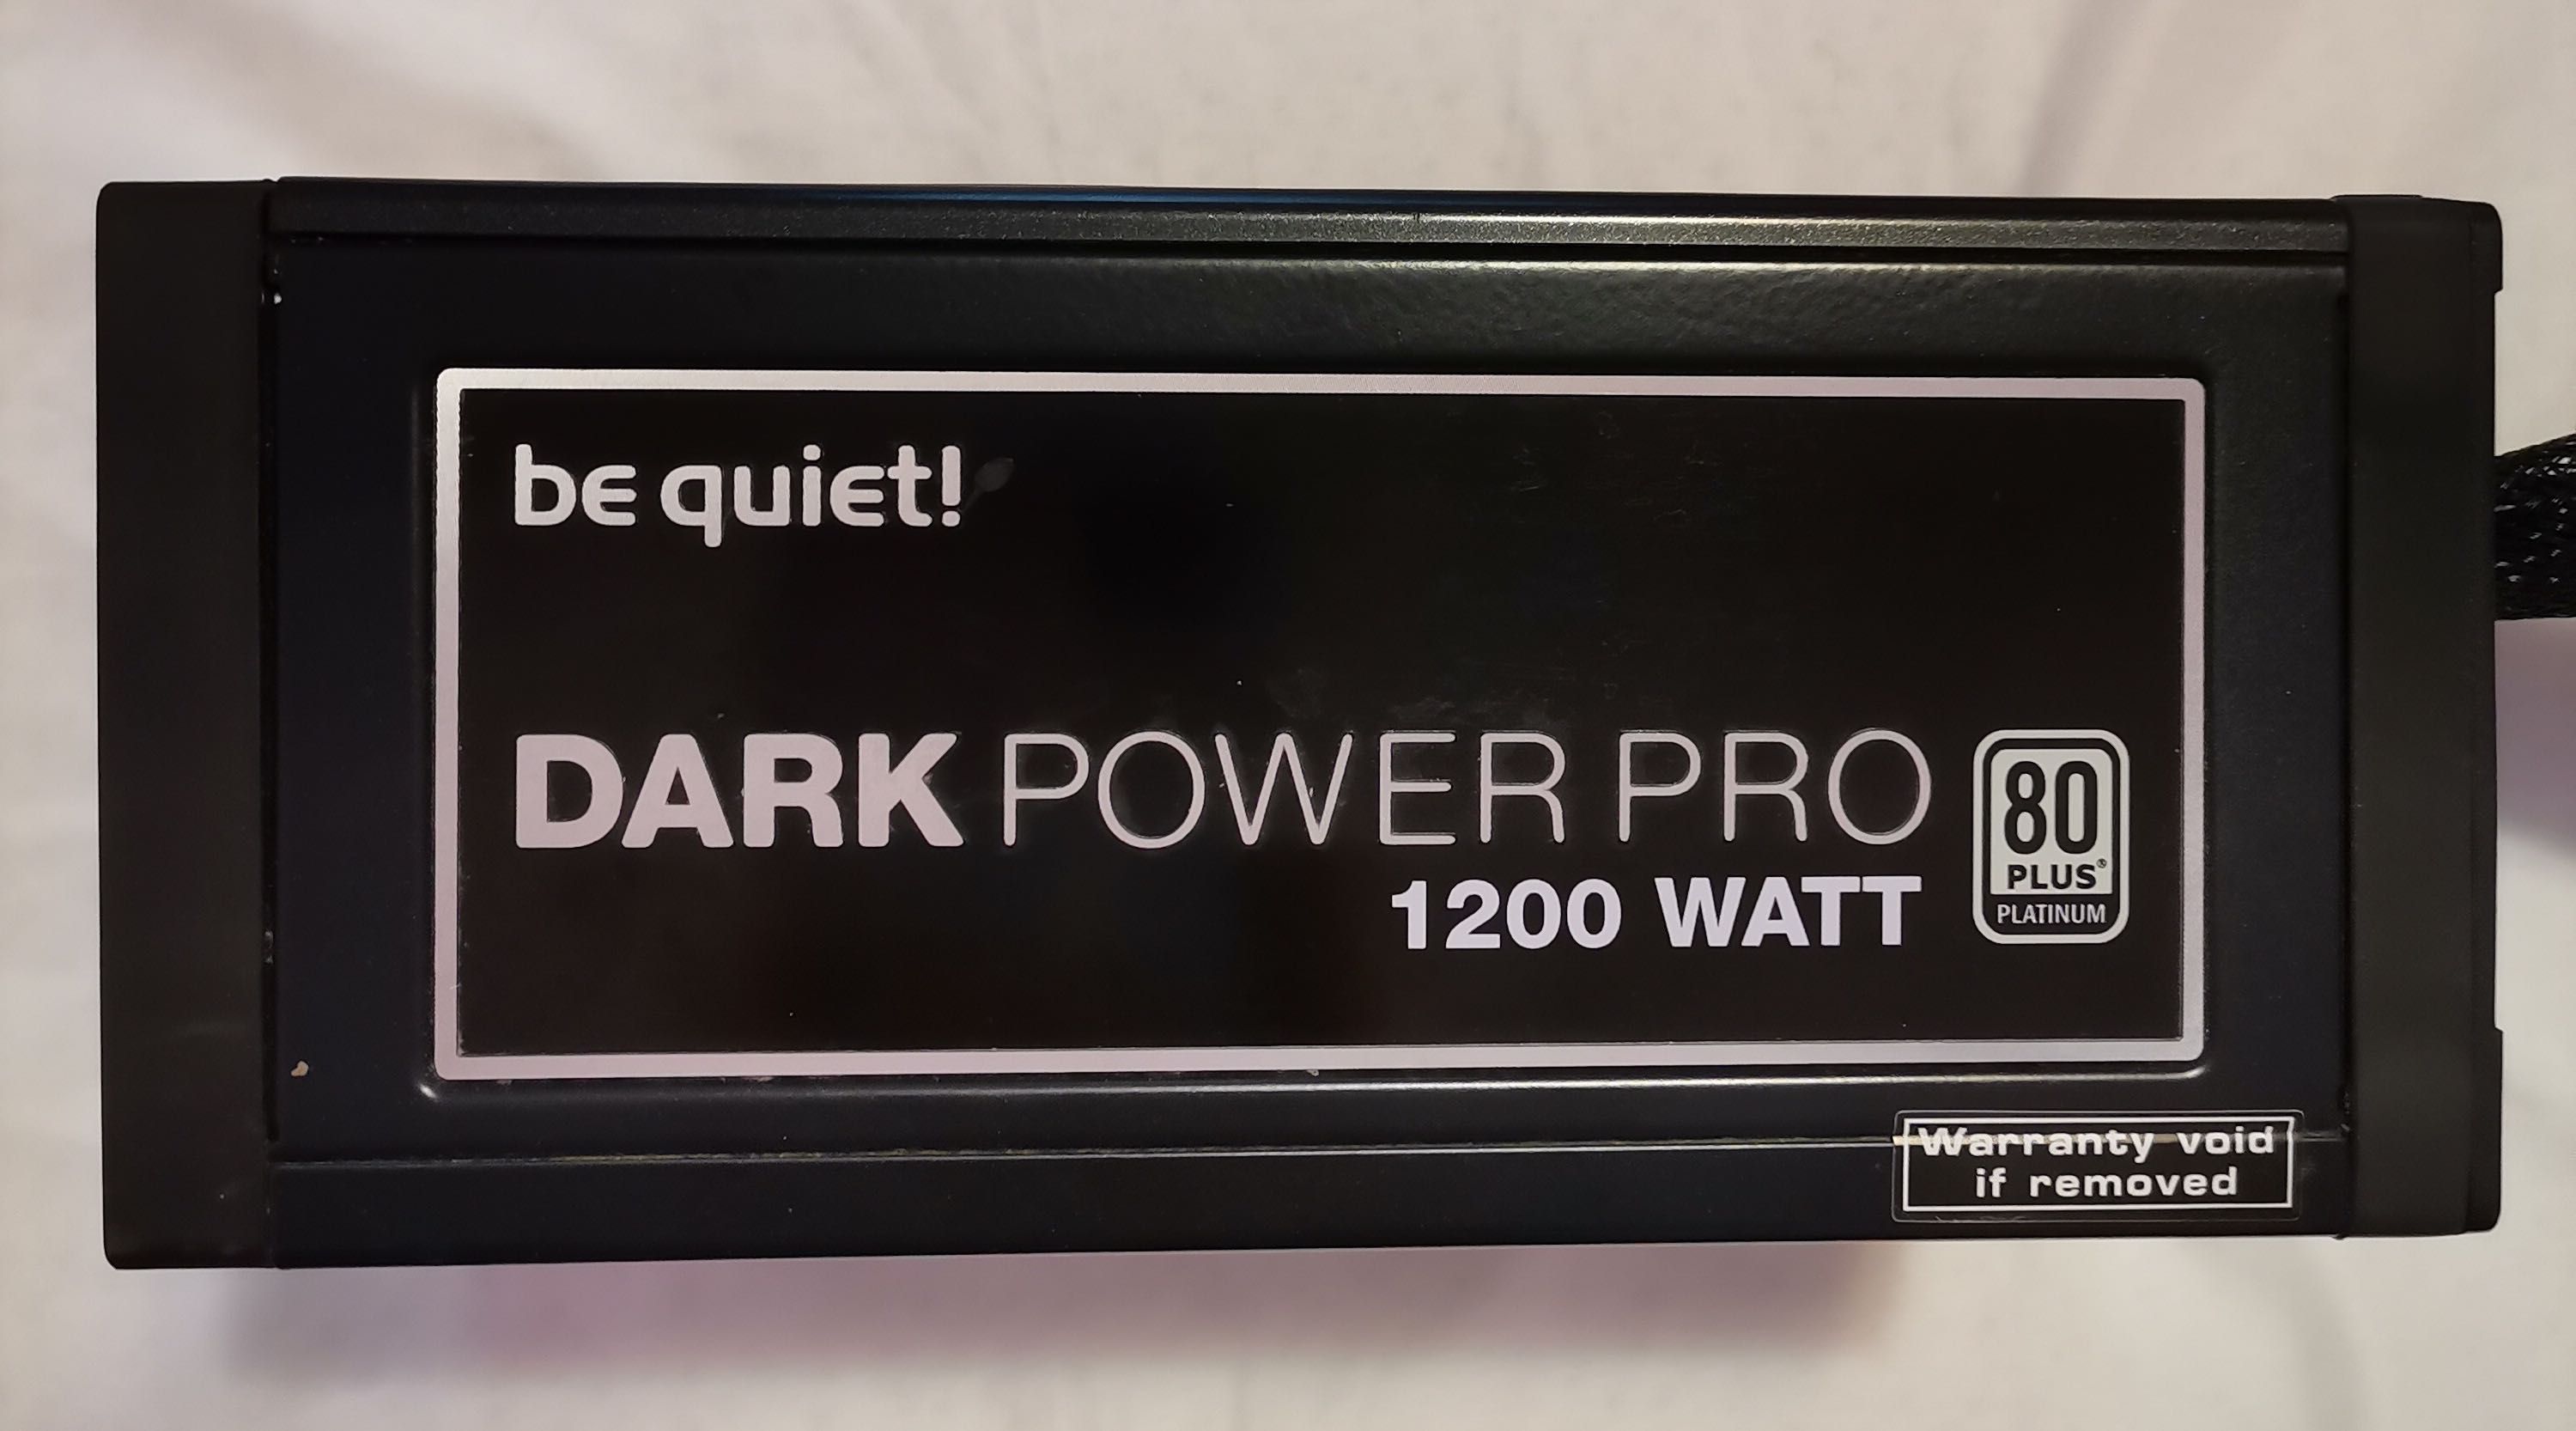 be quiet!
DARK POWER PRO
1200 WATT
80
PLUS®
PLATINUM
Warranty void
if removed